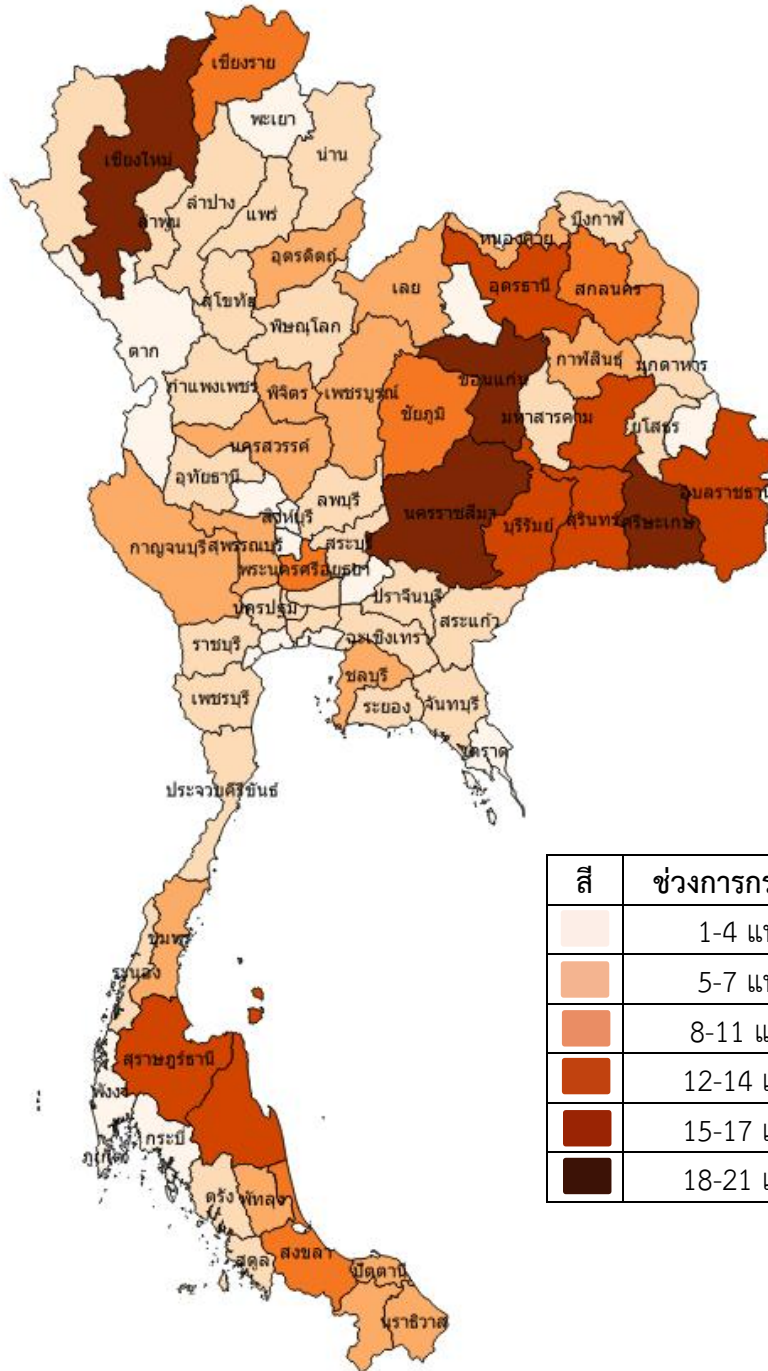 เชียงราย
พะเยา
น่าน
เชียงใหม่
ลำปาง
แพร่
ลำพูน
อุตรดิตถ์
สุโขทัย
พิษณุโลก
ตาก
กำแพงเพชร
พิจิตร
เพชรบูรณ์
นครสวรรค์
อุทัยธานี
ลพบุรี
สิงห์บุรี
สระบุรี
กาญจนบุรี
สุพรรณบุรี
พระนครศรีอยุธยา
นครปฐม
ปราจีนบุรี
ราชบุรี
ฉะเชิงเทรา
สระแก้ว
ชลบุรี
เพชรบุรี
ระยอง
จันทบุรี
ตราด
ประจวบคีรีขันธ์
บึงกาฬ
หนองคาย
เลย
อุดรธานี
สกลนคร
ขอนแก่น
กาฬสินธุ์
มุกดาหาร
ชัยภูมิ
มหาสารคาม
ยโสธร
นครราชสีมา
บุรีรัมย์
สุรินทร์
ศรีสะเกษ
อุบลราชธานี
ชุมพร
ระนอง
สุราษฎร์ธานี
พังงา
กระบี่
ภูเก็ต
ตรัง
พัทลุง
สตูล
สงขลา
ปัตตานี
นราธิวาส
สี ช่วงการกร
1-4 แ
5-7 แ
8-11 แ
12-14 แ
15-17 แ
18-21 แ